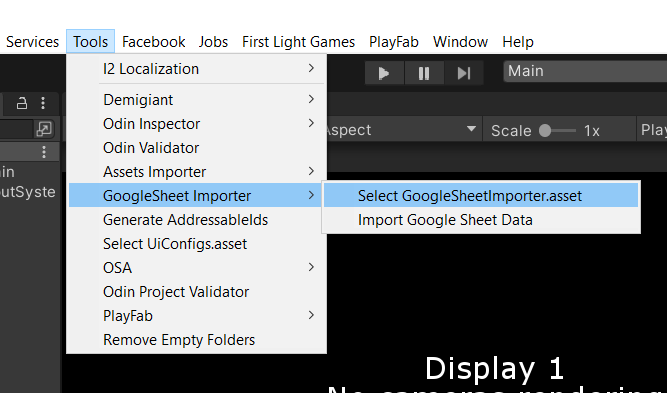 Services Tools Facebook Jobs First Light Games PlayFab Window Help
I2 Localization
Main
Demigiant
Odin Inspector
Aspect Scale 1x Play
Odin Validator
Assets Importer
GoogleSheet Importer
Select GoogleSheetImporter.asset
Generate AddressableIds
Import Google Sheet Data
Select UiConfigs.asset
OSA
Odin Project Validator
PlayFab
Remove Empty Folders
Display 1
No cameras rendering